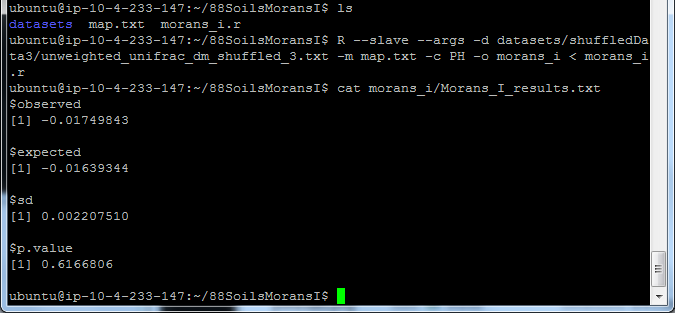 ubuntu@ip-10-4-233-147:~/88SoilsMoransI$ ls
datasets  map.txt  morans_i.r
ubuntu@ip-10-4-233-147:~/88SoilsMoransI$ R --slave --args -d datasets/shuffledDa
ta3/unweighted_unifrac_dm_shuffled_3.txt -m map.txt -c PH -o morans_i < morans_i
.r
ubuntu@ip-10-4-233-147:~/88SoilsMoransI$ cat morans_i/Morans_I_results.txt
$observed
[1] -0.01749843
$expected
[1] -0.01639344
$sd
[1] 0.002207510
$p.value
[1] 0.6166806
ubuntu@ip-10-4-233-147:~/88SoilsMoransI$